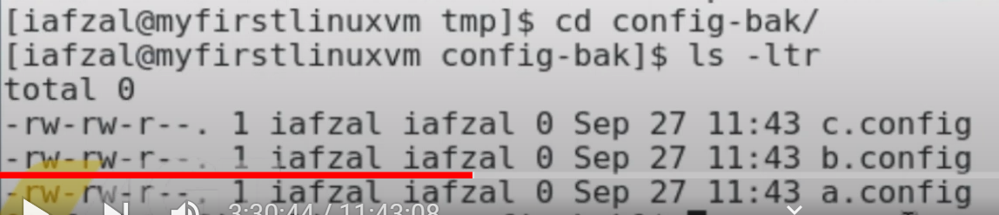 [iafzal@myfirstlinuxvm tmp]$ cd config-bak/
[iafzal@myfirstlinuxvm config-bak]$ ls -ltr
total 0
-rw-rw-r--. 1 iafzal iafzal 0 Sep 27 11:43 c.config
-rw-rw-r--. 1 iafzal iafzal 0 Sep 27 11:43 b.config
-rw-rw-r--. 1 iafzal iafzal 0 Sep 27 11:43 a.config
3:30:44 / 11:43:08